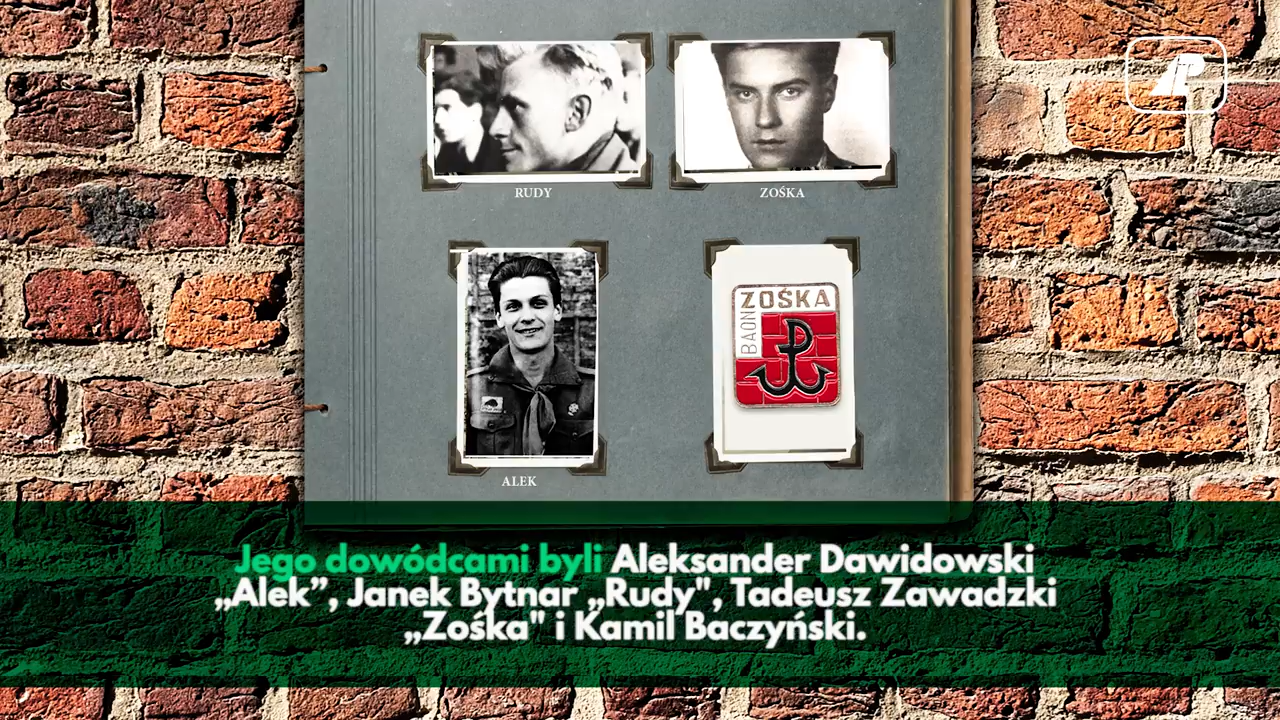 RUDY
ZOŚKA
ZOŚKA
BAON
ALEK
Jego dowódcami byli Aleksander Dawidowski
„Alek”, Janek Bytnar „Rudy", Tadeusz Zawadzki
„Zośka" i Kamil Baczyński.